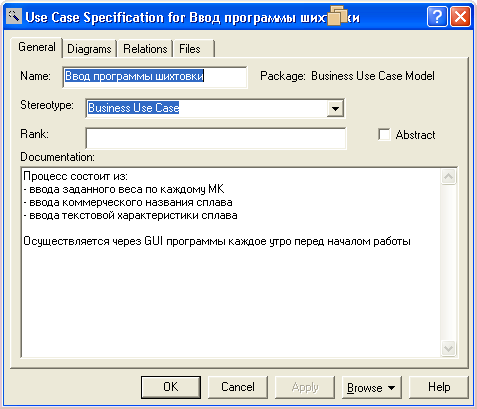 Use Case Specification for Ввод программы шихтовки
General Diagrams Relations Files
Name: Ввод программы шихтовки Package: Business Use Case Model
Stereotype: Business Use Case
Rank: Abstract
Documentation:
Процесс состоит из:
- ввода заданного веса по каждому МК
- ввода коммерческого названия сплава
- ввода текстовой характеристики сплава
Осуществляется через GUI программы каждое утро перед началом работы
OK Cancel Apply Browse Help